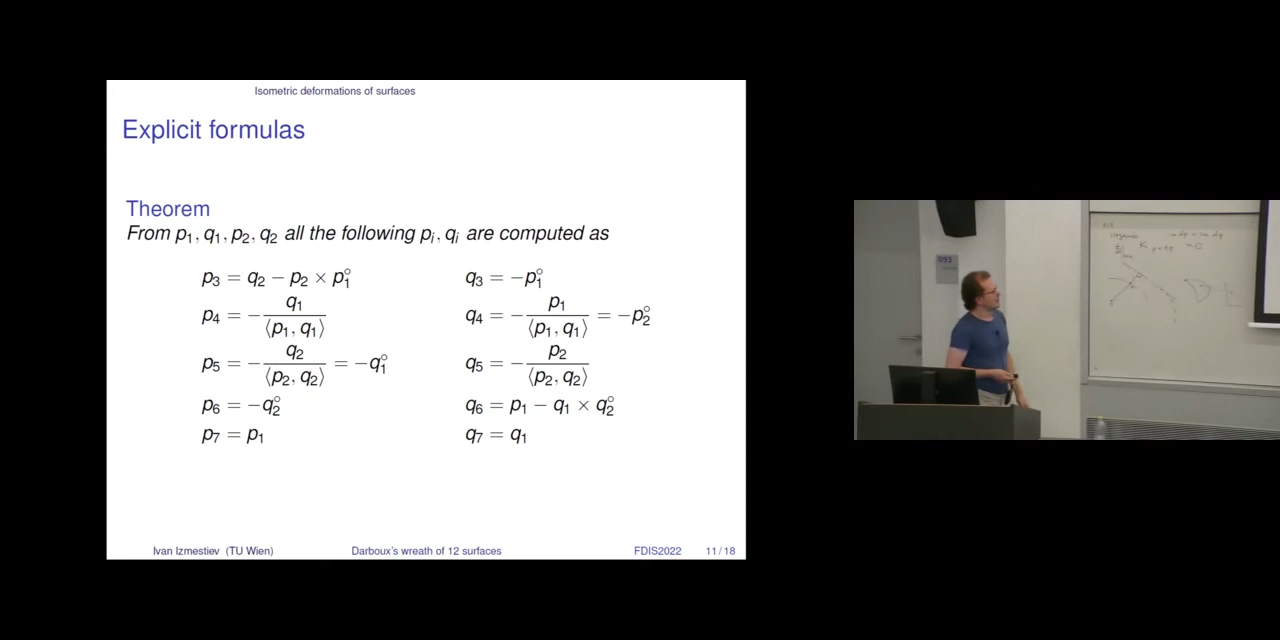 Isometric deformations of surfaces
Explicit formulas
Theorem
From p₁, q₁, p₂, q₂ all the following pᵢ, qᵢ are computed as
p₃ = q₂ − p₂ × p₁° q₃ = −p₁°
p₄ = − q₁ / ⟨p₁, q₁⟩ q₄ = − p₁ / ⟨p₁, q₁⟩ = −p₂°
p₅ = − q₂ / ⟨p₂, q₂⟩ = −q₁° q₅ = − p₂ / ⟨p₂, q₂⟩
p₆ = −q₂° q₆ = p₁ − q₁ × q₂°
p₇ = p₁ q₇ = q₁
Ivan Izmestiev (TU Wien) Darboux's wreath of 12 surfaces FDIS2022 11 / 18